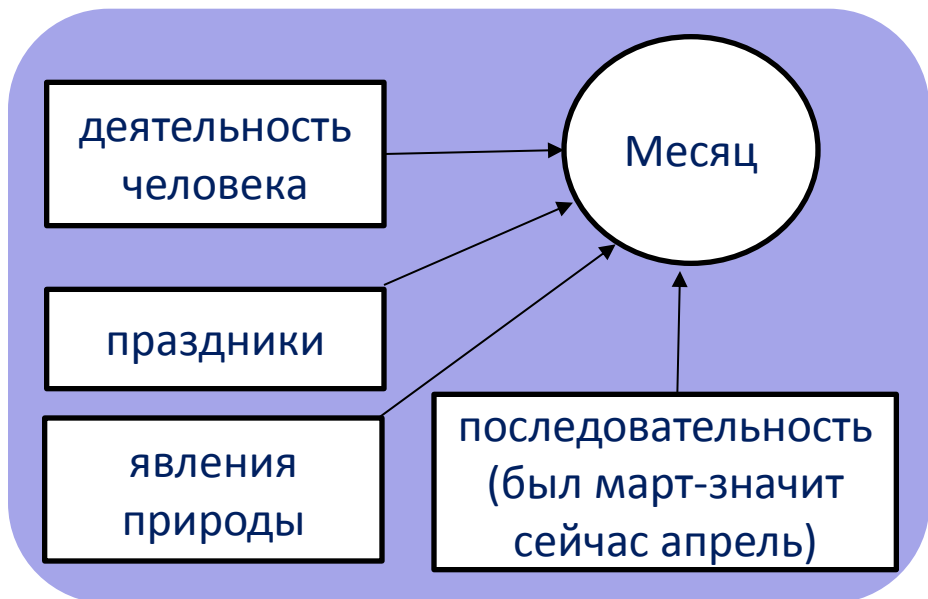 деятельность
человека
Месяц
праздники
явления
природы
последовательность
(был март-значит
сейчас апрель)